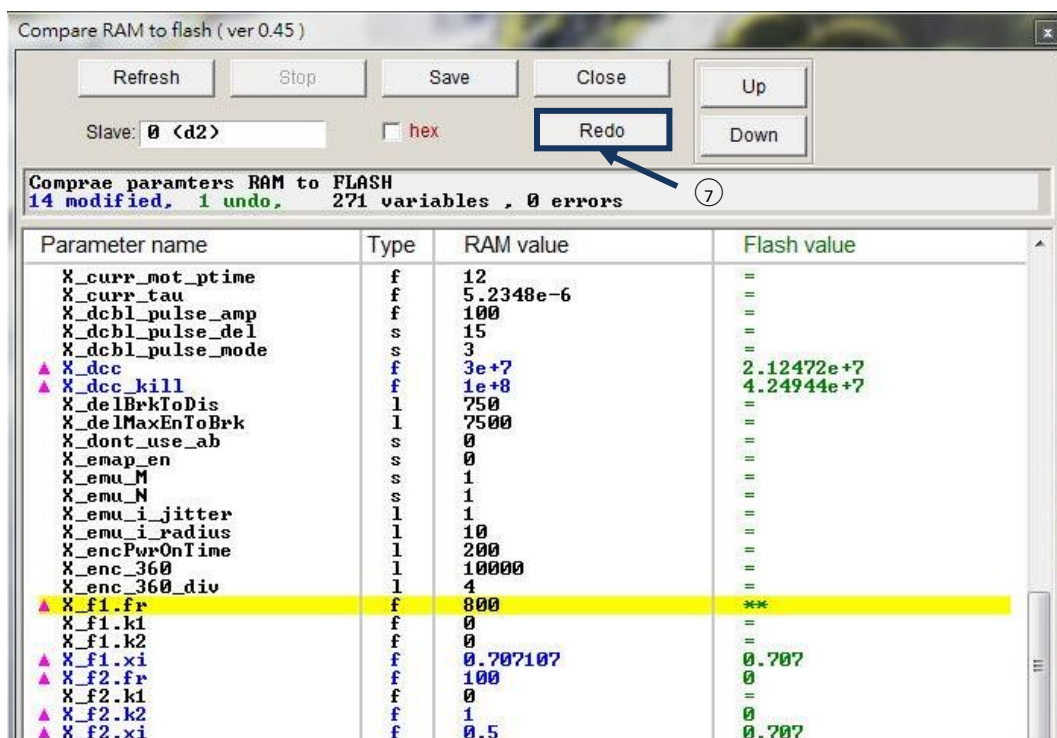 Compare RAM to flash ( ver 0.45 )
x
Refresh Stop Save Close Up
Slave: 0 (d2) hex Redo Down
Comprae paramters RAM to FLASH
14 modified, 1 undo, 271 variables , 0 errors
⑦
Parameter name Type RAM value Flash value
X_curr_mot_ptime f 12 =
X_curr_tau f 5.2348e-6 =
X_dcbl_pulse_amp f 100 =
X_dcbl_pulse_del s 15 =
X_dcbl_pulse_mode s 3 =
▲ X_dcc f 3e+7 2.12472e+7
▲ X_dcc_kill f 1e+8 4.24944e+7
X_delBrkToDis l 750 =
X_delMaxEnToBrk l 7500 =
X_dont_use_ab s 0 =
X_emap_en s 0 =
X_emu_M s 1 =
X_emu_N s 1 =
X_emu_i_jitter l 1 =
X_emu_i_radius l 10 =
X_encPwrOnTime l 200 =
X_enc_360 l 10000 =
X_enc_360_div l 4 =
▲ X_f1.fr f 800 **
X_f1.k1 f 0 =
X_f1.k2 f 0 =
▲ X_f1.xi f 0.707107 0.707
▲ X_f2.fr f 100 0
X_f2.k1 f 0 =
▲ X_f2.k2 f 1 0
▲ X_f2.xi f 0.5 0.707